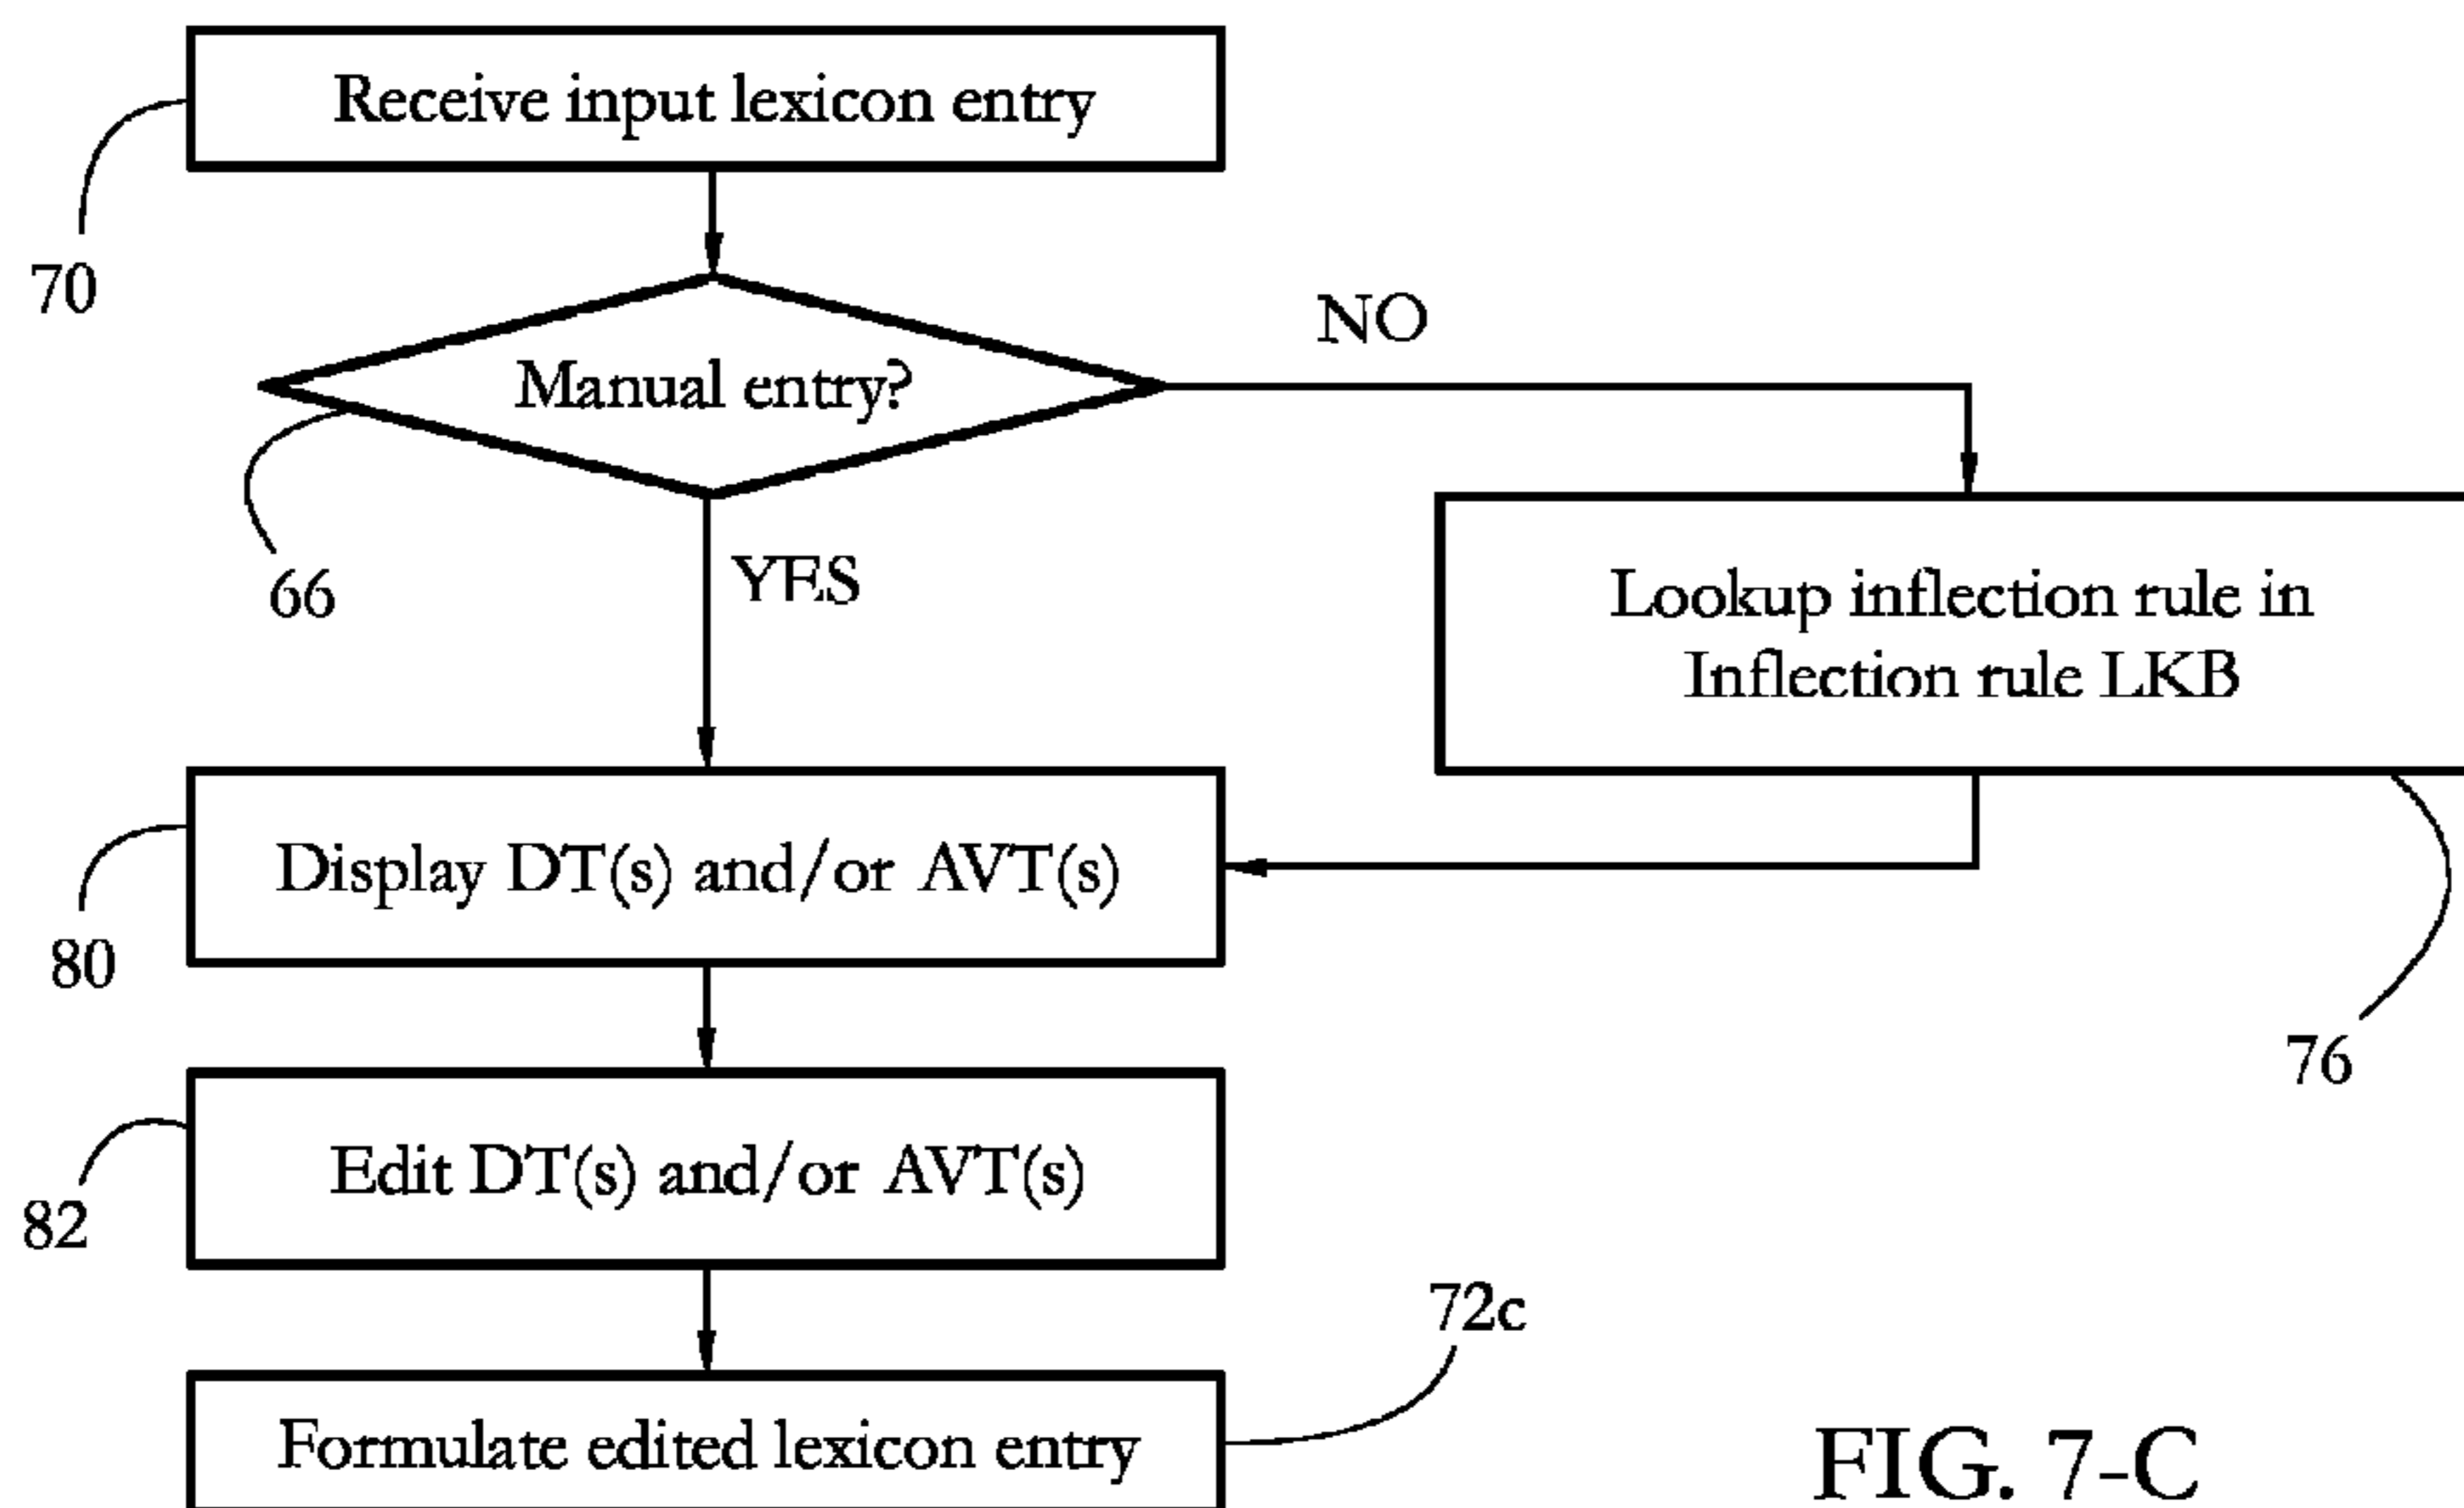 Receive input lexicon entry
70
Manual entry?
NO
66
YES
Lookup inflection rule in
Inflection rule LKB
Display DT(s) and/or AVT(s)
80
76
Edit DT(s) and/or AVT(s)
82
72c
Formulate edited lexicon entry
FIG. 7-C